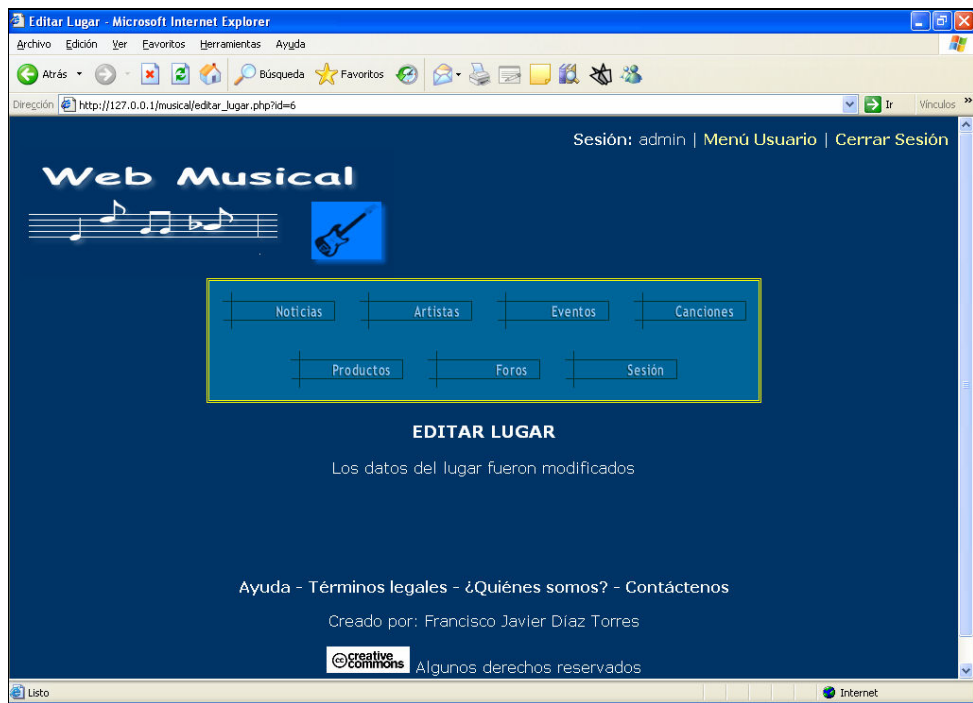 Editar Lugar - Microsoft Internet Explorer
Archivo Edición Ver Favoritos Herramientas Ayuda
Atrás Búsqueda Favoritos
Dirección http://127.0.0.1/musical/editar_lugar.php?id=6 Ir Vínculos »
Sesión: admin | Menú Usuario | Cerrar Sesión
Web Musical
Noticias Artistas Eventos Canciones
Productos Foros Sesión
EDITAR LUGAR
Los datos del lugar fueron modificados
Ayuda - Términos legales - ¿Quiénes somos? - Contáctenos
Creado por: Francisco Javier Díaz Torres
cc creative commons Algunos derechos reservados
Listo Internet